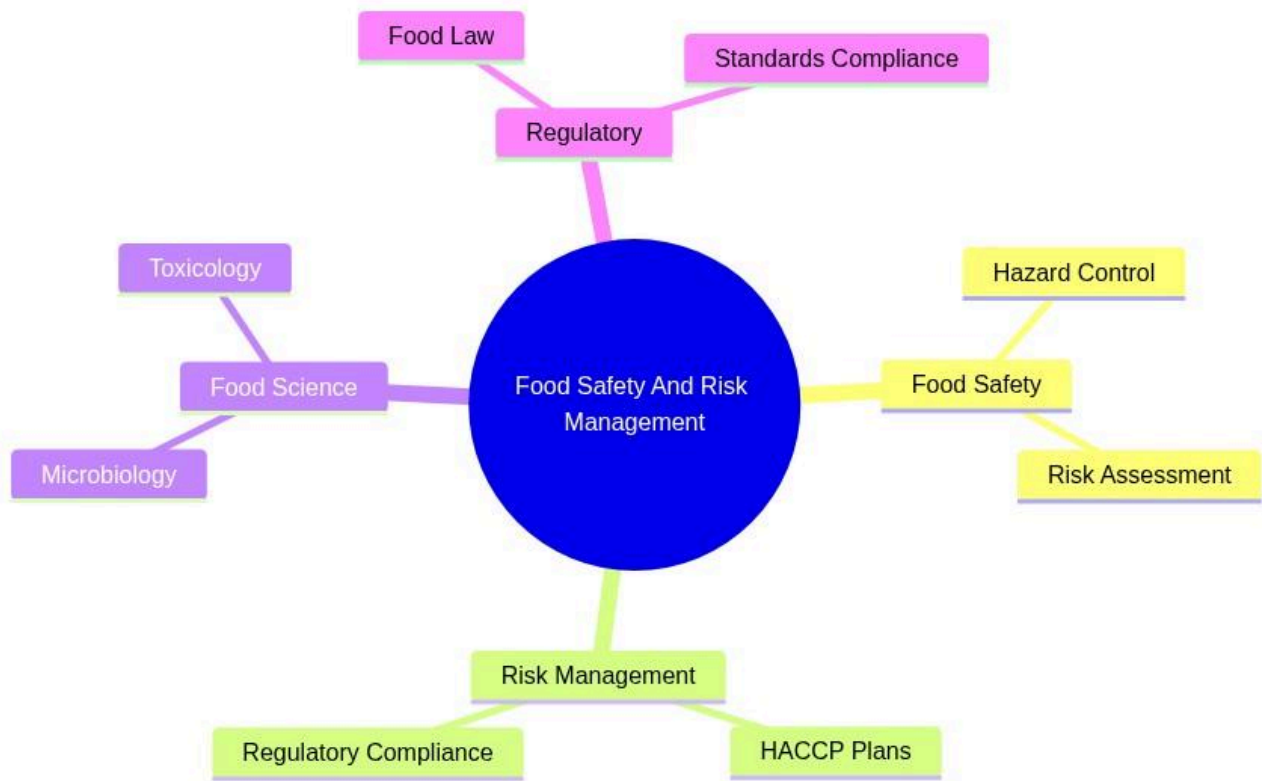 Food Law
Standards Compliance
Regulatory
Toxicology
Hazard Control
Food Science
Food Safety And Risk
Management
Food Safety
Microbiology
Risk Assessment
Risk Management
Regulatory Compliance
HACCP Plans